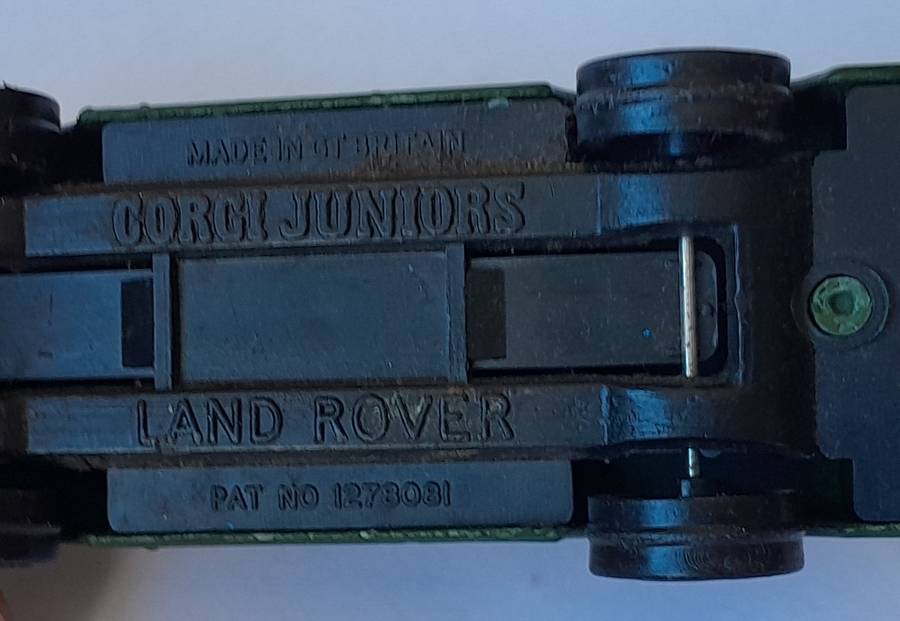 MADE IN GT BRITAIN
CORGI JUNIORS
LAND ROVER
PAT NO 1278081